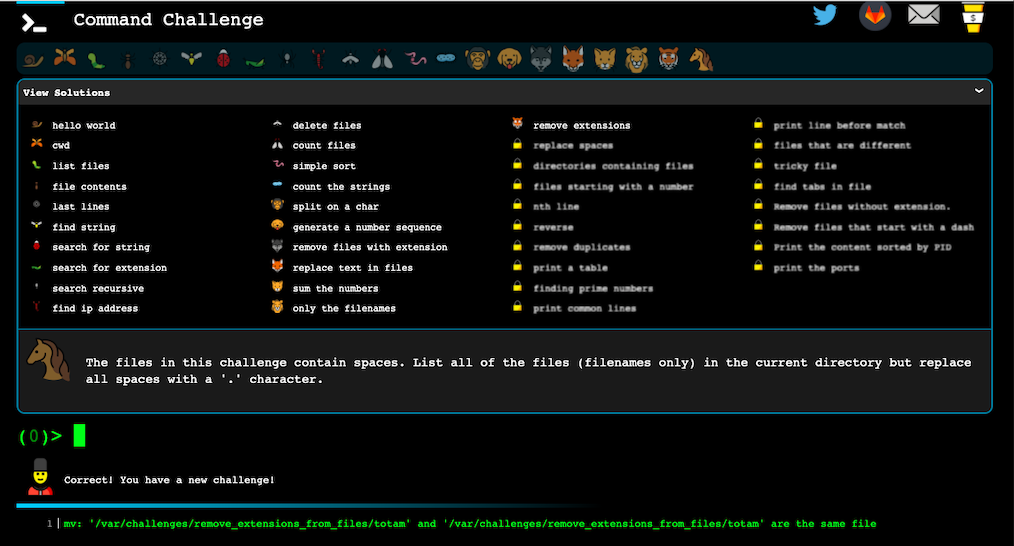 Command Challenge
View Solutions
hello world
cwd
list files
file contents
last lines
find string
search for string
search for extension
search recursive
find ip address
delete files
count files
simple sort
count the strings
split on a char
generate a number sequence
remove files with extension
replace text in files
sum the numbers
only the filenames
remove extensions
replace spaces
directories containing files
files starting with a number
nth line
reverse
remove duplicates
print a table
finding prime numbers
print common lines
print line before match
files that are different
tricky file
find tabs in file
Remove files without extension.
Remove files that start with a dash
Print the content sorted by PID
print the ports
The files in this challenge contain spaces. List all of the files (filenames only) in the current directory but replace
all spaces with a '.' character.
(0)>
Correct! You have a new challenge!
1 mv: '/var/challenges/remove_extensions_from_files/totam' and '/var/challenges/remove_extensions_from_files/totam' are the same file